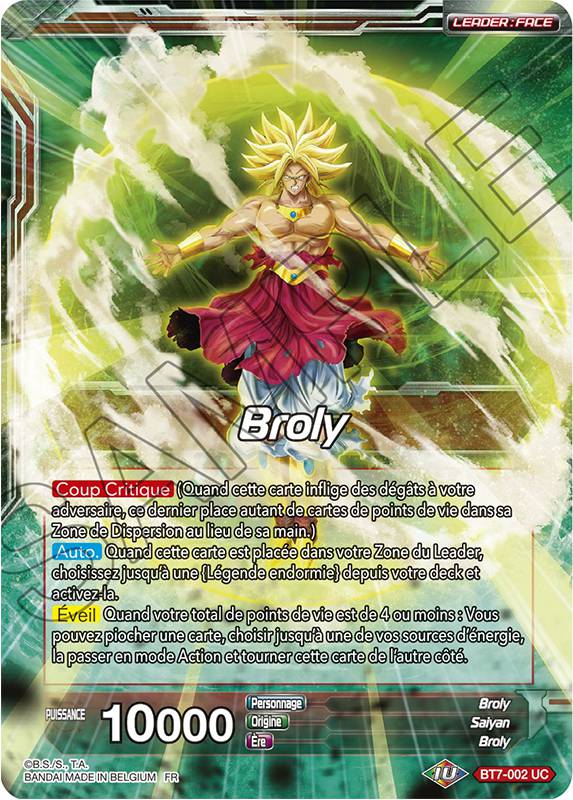 LEADER : FACE
SAMPLE
Broly
Coup Critique (Quand cette carte inflige des dégâts à votre
adversaire, ce dernier place autant de cartes de points de vie dans sa
Zone de Dispersion au lieu de sa main.)
Auto. Quand cette carte est placée dans votre Zone du Leader,
choisissez jusqu'à une {Légende endormie} depuis votre deck et
activez-la.
Éveil Quand votre total de points de vie est de 4 ou moins : Vous
pouvez piocher une carte, choisir jusqu'à une de vos sources d'énergie,
la passer en mode Action et tourner cette carte de l'autre côté.
PUISSANCE 10000
Personnage Broly
Origine Saiyan
Ère Broly
©B.S./S., T.A.
BANDAI MADE IN BELGIUM FR
BT7-002 UC